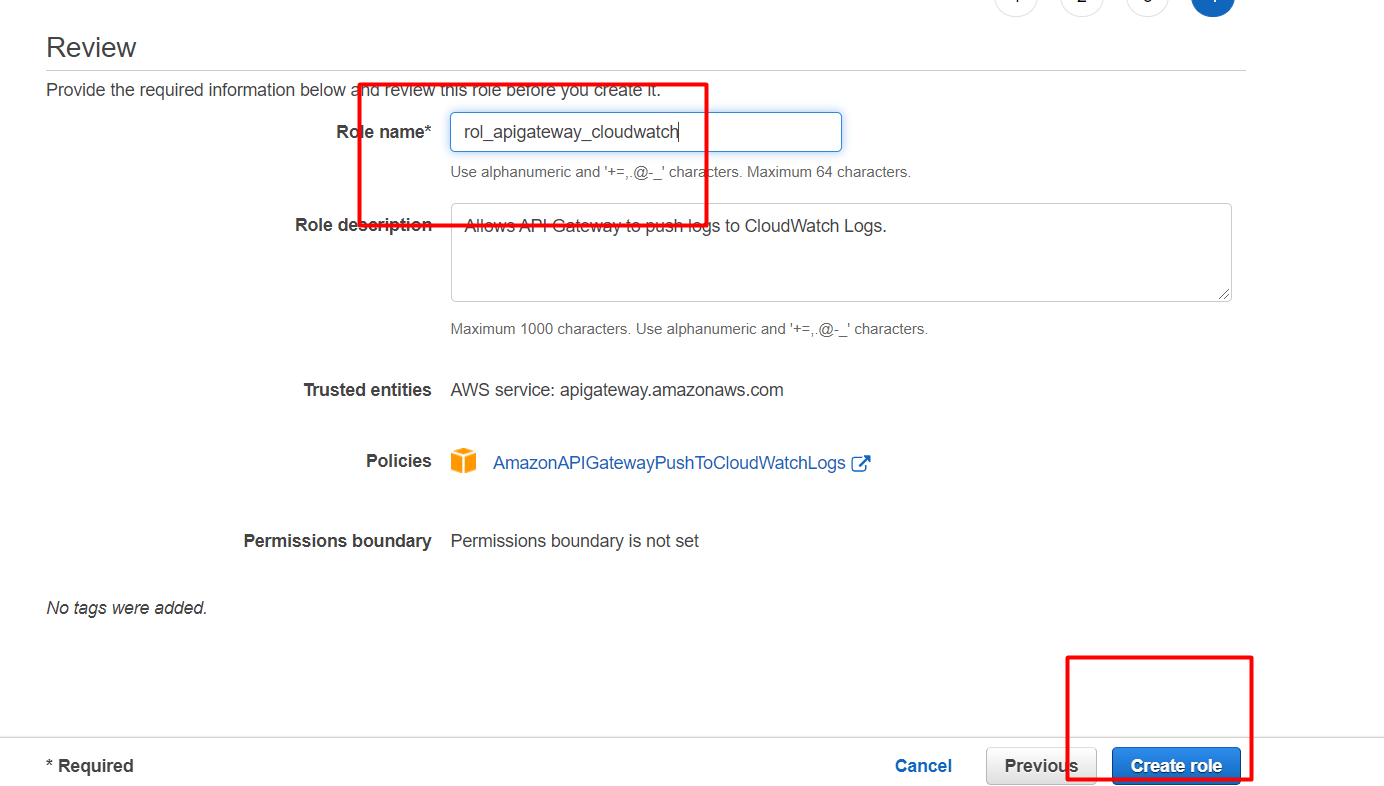 Review
Provide the required information below and review this role before you create it.
Role name* rol_apigateway_cloudwatch
Use alphanumeric and '+=,.@-_' characters. Maximum 64 characters.
Role description Allows API Gateway to push logs to CloudWatch Logs.
Maximum 1000 characters. Use alphanumeric and '+=,.@-_' characters.
Trusted entities AWS service: apigateway.amazonaws.com
Policies AmazonAPIGatewayPushToCloudWatchLogs
Permissions boundary Permissions boundary is not set
No tags were added.
* Required Cancel Previous Create role